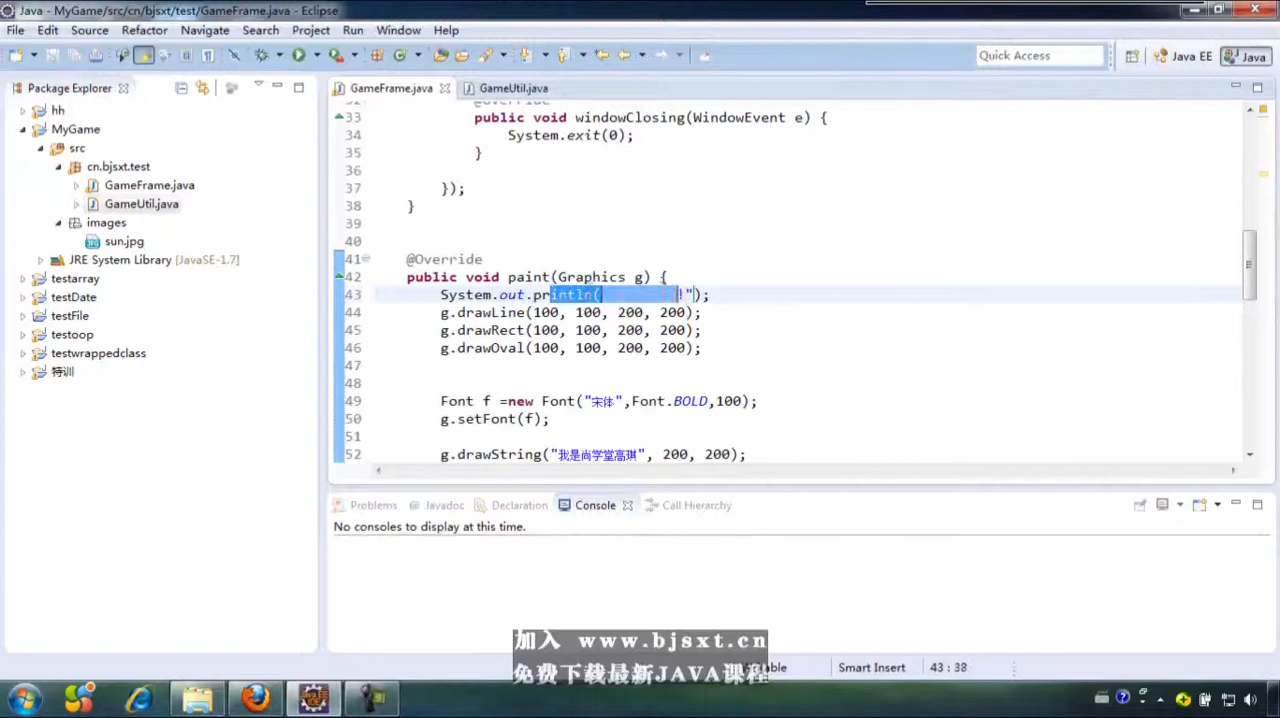 Java - MyGame/src/cn/bjsxt/test/GameFrame.java - Eclipse
File Edit Source Refactor Navigate Search Project Run Window Help
Quick Access Java EE Java
Package Explorer
GameFrame.java GameUtil.java
hh
MyGame
src
cn.bjsxt.test
GameFrame.java
GameUtil.java
images
sun.jpg
JRE System Library [JavaSE-1.7]
testarray
testDate
testFile
testoop
testwrappedclass
特训
32 @Override
33 public void windowClosing(WindowEvent e) {
34 System.exit(0);
35 }
36
37 });
38 }
39
40
41 @Override
42 public void paint(Graphics g) {
43 System.out.println( !");
44 g.drawLine(100, 100, 200, 200);
45 g.drawRect(100, 100, 200, 200);
46 g.drawOval(100, 100, 200, 200);
47
48
49 Font f =new Font("宋体",Font.BOLD,100);
50 g.setFont(f);
51
52 g.drawString("我是尚学堂高琪", 200, 200);
Problems @ Javadoc Declaration Console Call Hierarchy
No consoles to display at this time.
加入 www.bjsxt.cn
免费下载最新JAVA课程
Smart Insert 43 : 38